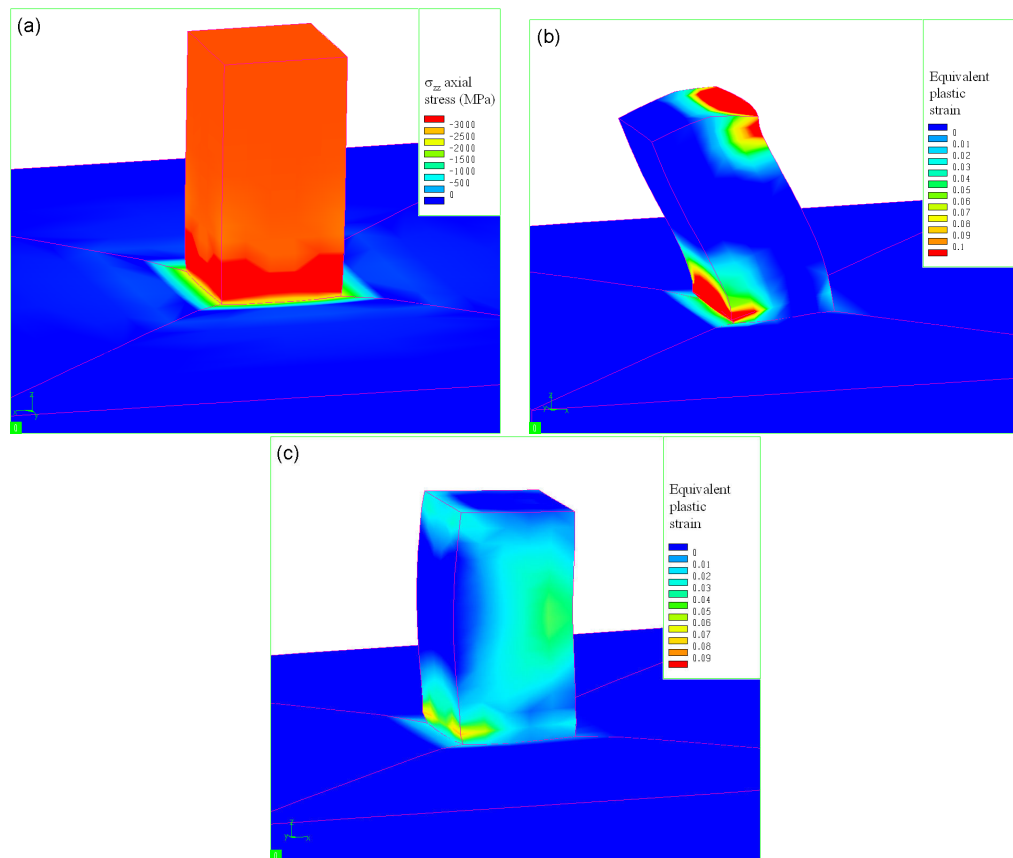 (a)
σzz axial
stress (MPa)
-3000
-2500
-2000
-1500
-1000
-500
0
z
x
y
0
(b)
Equivalent
plastic
strain
0
0.01
0.02
0.03
0.04
0.05
0.06
0.07
0.08
0.09
0.1
z
y
x
0
(c)
Equivalent
plastic
strain
0
0.01
0.02
0.03
0.04
0.05
0.06
0.07
0.08
0.09
z
y
x
0